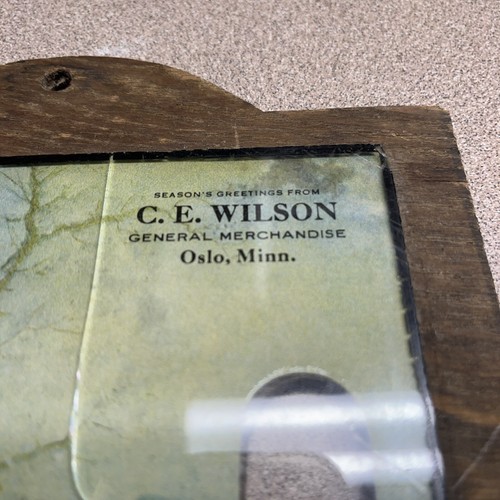 SEASON'S GREETINGS FROM
C. E. WILSON
GENERAL MERCHANDISE
Oslo, Minn.